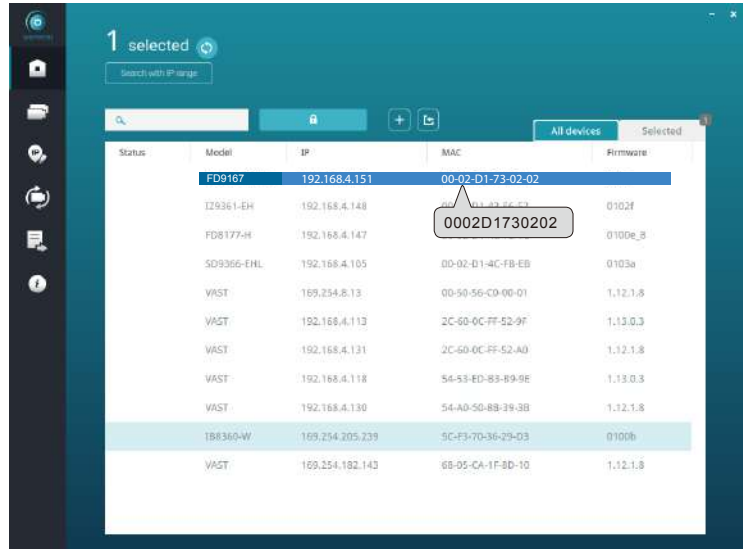 1 selected
Search with IP range
All devices Selected 1
Status Model IP MAC Firmware
FD9167 192.168.4.151 00-02-D1-73-02-02
IZ9361-EH 192.168.4.148 0102f
0002D1730202
FD8177-H 192.168.4.147 0100e_8
SD9366-EHL 192.168.4.105 00-02-D1-4C-FB-EB 0103a
VAST 169.254.8.13 00-50-56-C0-00-01 1.12.1.8
VAST 192.168.4.113 2C-60-0C-FF-52-9F 1.13.0.3
VAST 192.168.4.131 2C-60-0C-FF-52-A0 1.12.1.8
VAST 192.168.4.118 54-53-ED-B3-89-9E 1.13.0.3
VAST 192.168.4.130 54-A0-50-8B-39-3B 1.12.1.8
IB8360-W 169.254.205.239 5C-F3-70-36-29-D3 0100b
VAST 169.254.182.143 68-05-CA-1F-8D-10 1.12.1.8